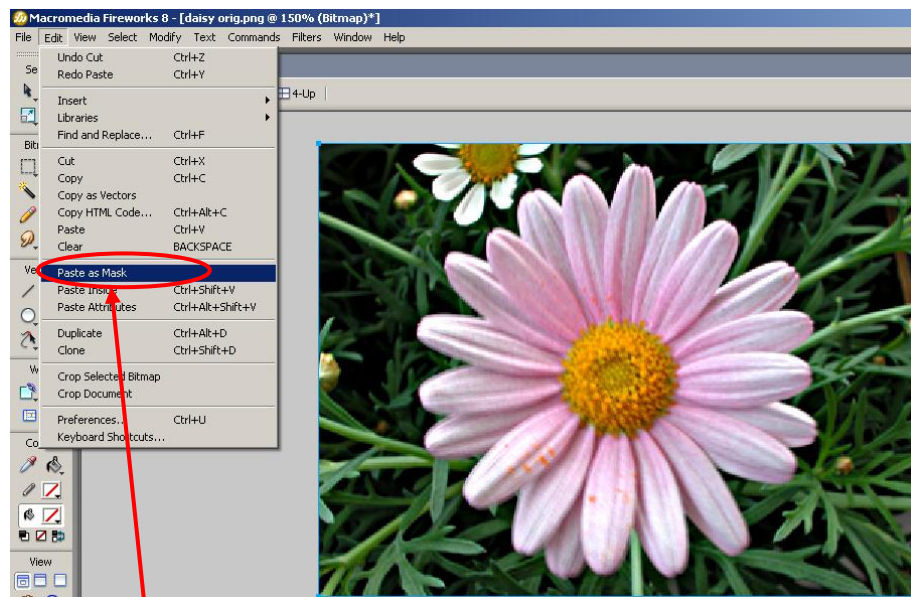 Macromedia Fireworks 8 - [daisy orig.png @ 150% (Bitmap)*]
File Edit View Select Modify Text Commands Filters Window Help
Undo Cut Ctrl+Z
Redo Paste Ctrl+Y
Insert
Libraries
Find and Replace... Ctrl+F
Cut Ctrl+X
Copy Ctrl+C
Copy as Vectors
Copy HTML Code... Ctrl+Alt+C
Paste Ctrl+V
Clear BACKSPACE
Paste as Mask
Paste Inside Ctrl+Shift+V
Paste Attributes Ctrl+Alt+Shift+V
Duplicate Ctrl+Alt+D
Clone Ctrl+Shift+D
Crop Selected Bitmap
Crop Document
Preferences... Ctrl+U
Keyboard Shortcuts...
Se
4-Up
Bit
Ve
W
Co
View